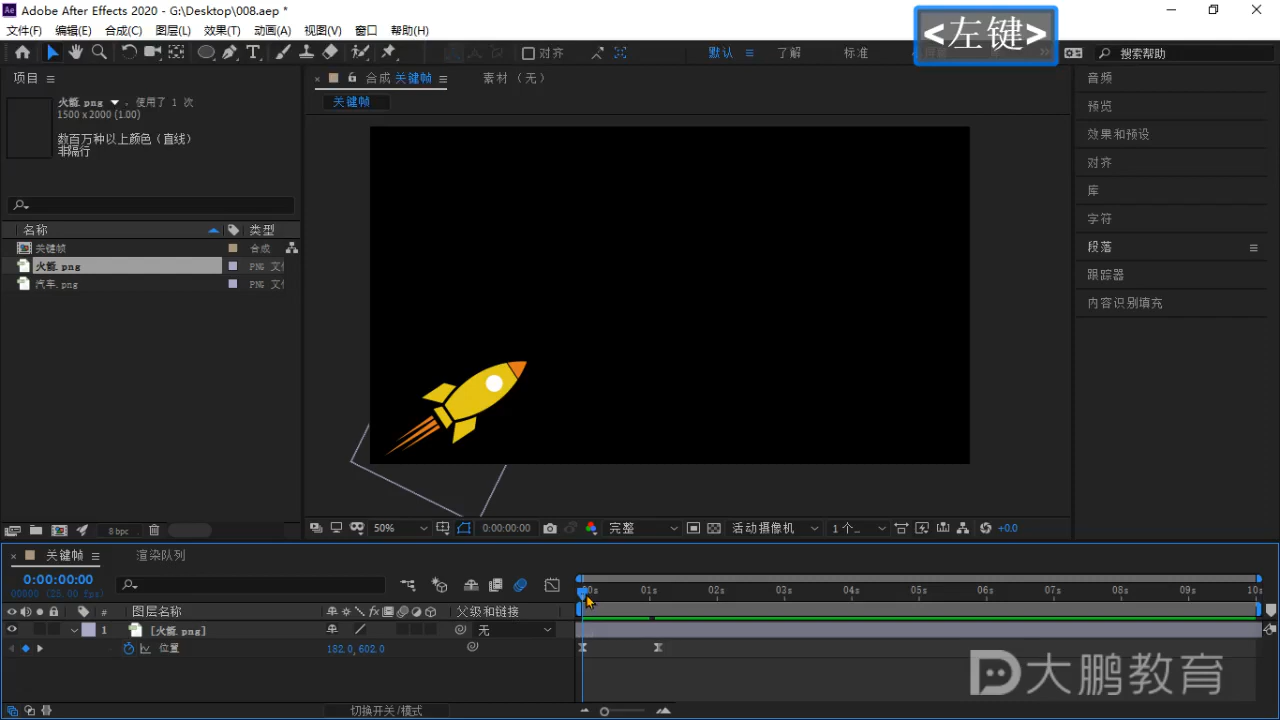 Adobe After Effects 2020 - G:\Desktop\008.aep *
文件(F) 编辑(E) 合成(C) 图层(L) 效果(T) 动画(A) 视图(V) 窗口 帮助(H)
<左键>
对齐 默认 了解 标准 搜索帮助
项目
合成 关键帧 素材 (无)
关键帧
火箭.png , 使用了 1 次
1500 x 2000 (1.00)
数百万种以上颜色(直线)
非隔行
名称 类型
关键帧 合成
火箭.png PNG 文
汽车.png PNG 文
8 bpc
50% 0:00:00:00 完整 活动摄像机 1个... +0.0
音频
预览
效果和预设
对齐
库
字符
段落
跟踪器
内容识别填充
关键帧 渲染队列
0:00:00:00
00000 (25.00 fps)
00s 01s 02s 03s 04s 05s 06s 07s 08s 09s 10s
# 图层名称 fx 父级和链接
1 [火箭.png] 无
位置 182.0,602.0
切换开关/模式
大鹏教育